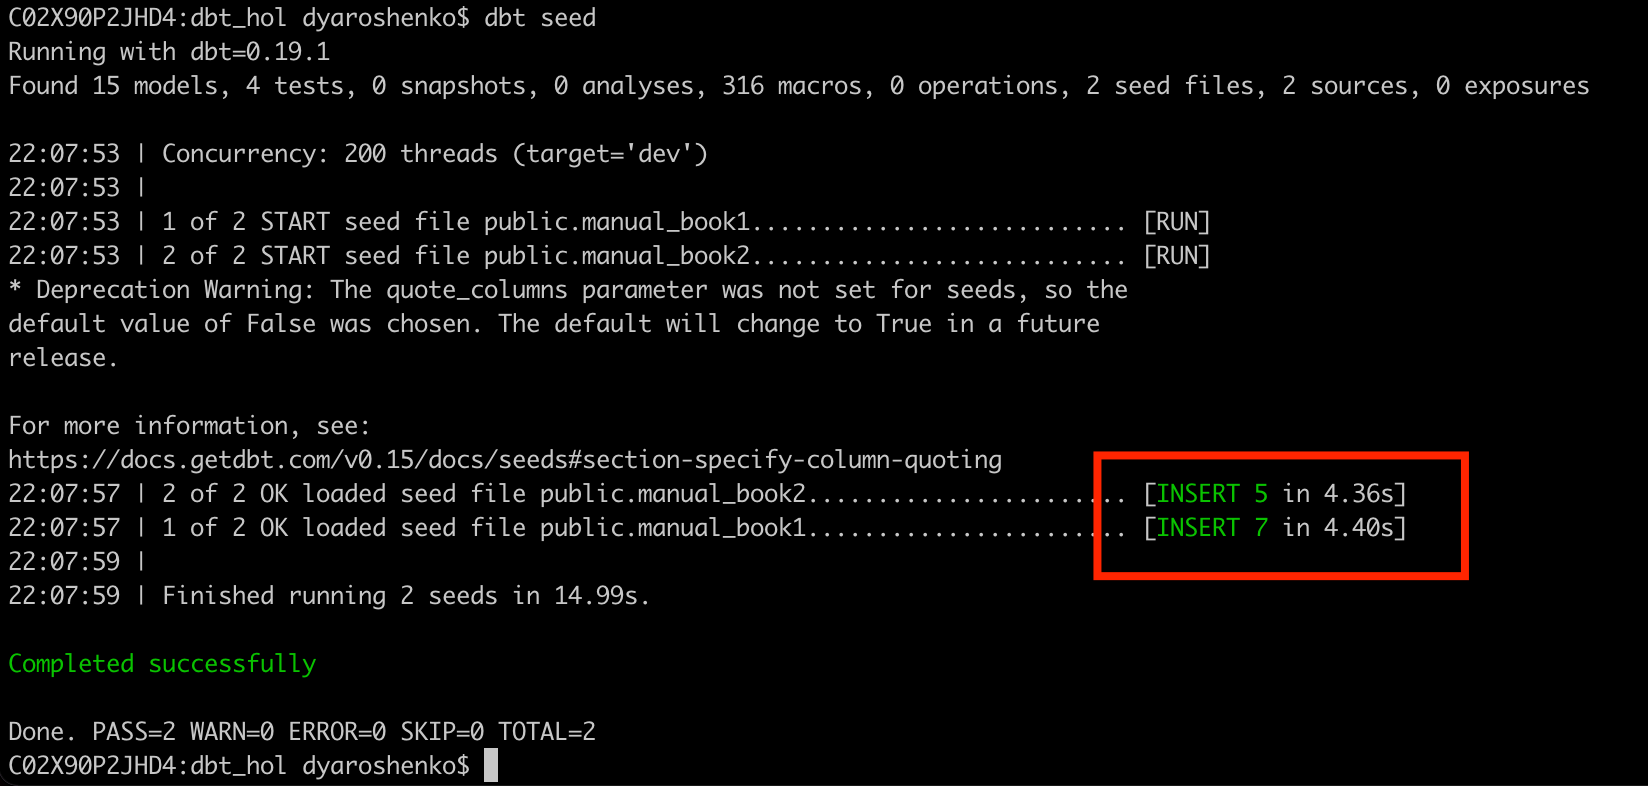 C02X90P2JHD4:dbt_hol dyaroshenko$ dbt seed
Running with dbt=0.19.1
Found 15 models, 4 tests, 0 snapshots, 0 analyses, 316 macros, 0 operations, 2 seed files, 2 sources, 0 exposures
22:07:53 | Concurrency: 200 threads (target='dev')
22:07:53 |
22:07:53 | 1 of 2 START seed file public.manual_book1........................... [RUN]
22:07:53 | 2 of 2 START seed file public.manual_book2........................... [RUN]
* Deprecation Warning: The quote_columns parameter was not set for seeds, so the
default value of False was chosen. The default will change to True in a future
release.
For more information, see:
https://docs.getdbt.com/v0.15/docs/seeds#section-specify-column-quoting
22:07:57 | 2 of 2 OK loaded seed file public.manual_book2....................... [INSERT 5 in 4.36s]
22:07:57 | 1 of 2 OK loaded seed file public.manual_book1....................... [INSERT 7 in 4.40s]
22:07:59 |
22:07:59 | Finished running 2 seeds in 14.99s.
Completed successfully
Done. PASS=2 WARN=0 ERROR=0 SKIP=0 TOTAL=2
C02X90P2JHD4:dbt_hol dyaroshenko$